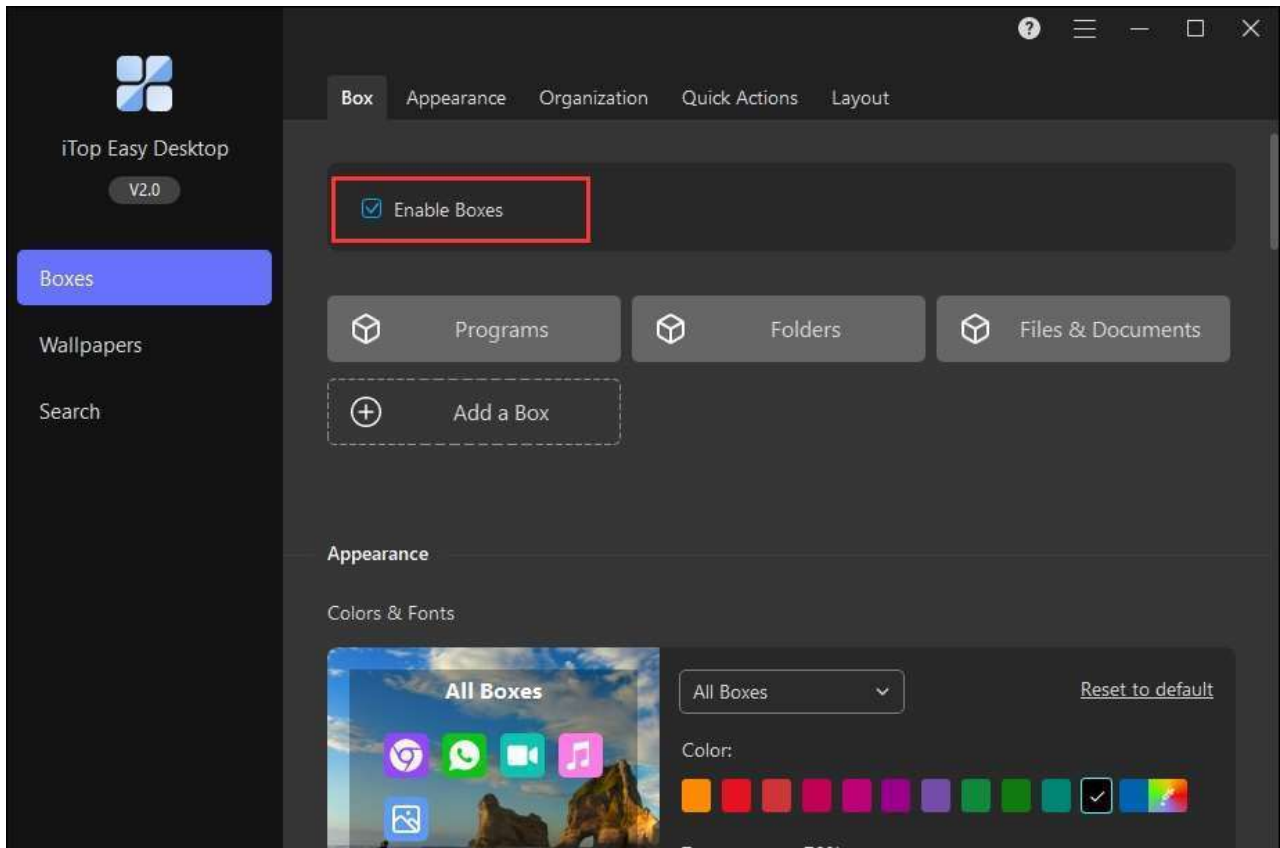 iTop Easy Desktop
V2.0
Boxes
Wallpapers
Search
Box Appearance Organization Quick Actions Layout
Enable Boxes
Programs Folders Files & Documents
Add a Box
Appearance
Colors & Fonts
All Boxes
All Boxes Reset to default
Color: